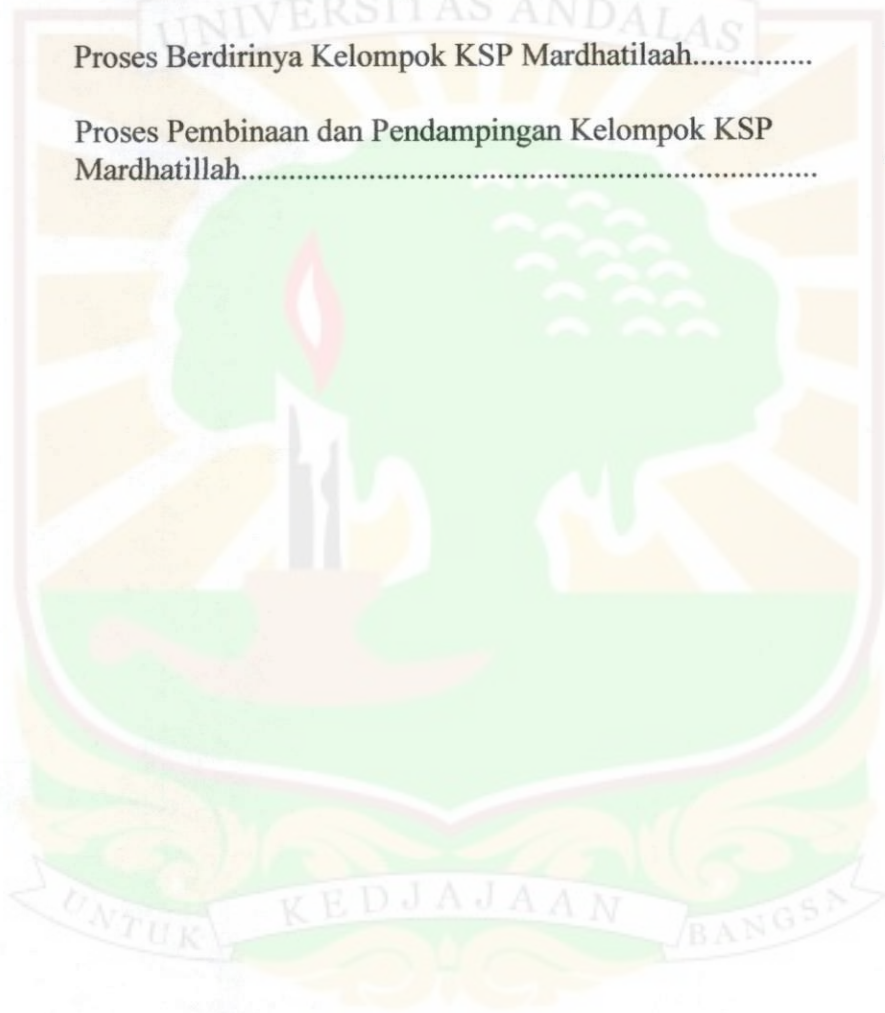 UNIVERSITAS ANDALAS
Proses Berdirinya Kelompok KSP Mardhatilaah...............
Proses Pembinaan dan Pendampingan Kelompok KSP
Mardhatillah........................................................................
UNTUK KEDJAJAAN BANGSA